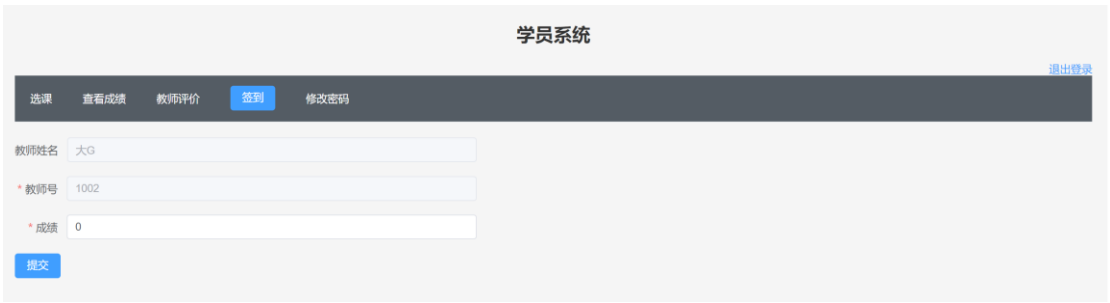 学员系统
退出登录
选课 查看成绩 教师评价 签到 修改密码
教师姓名 大G
* 教师号 1002
* 成绩 0
提交